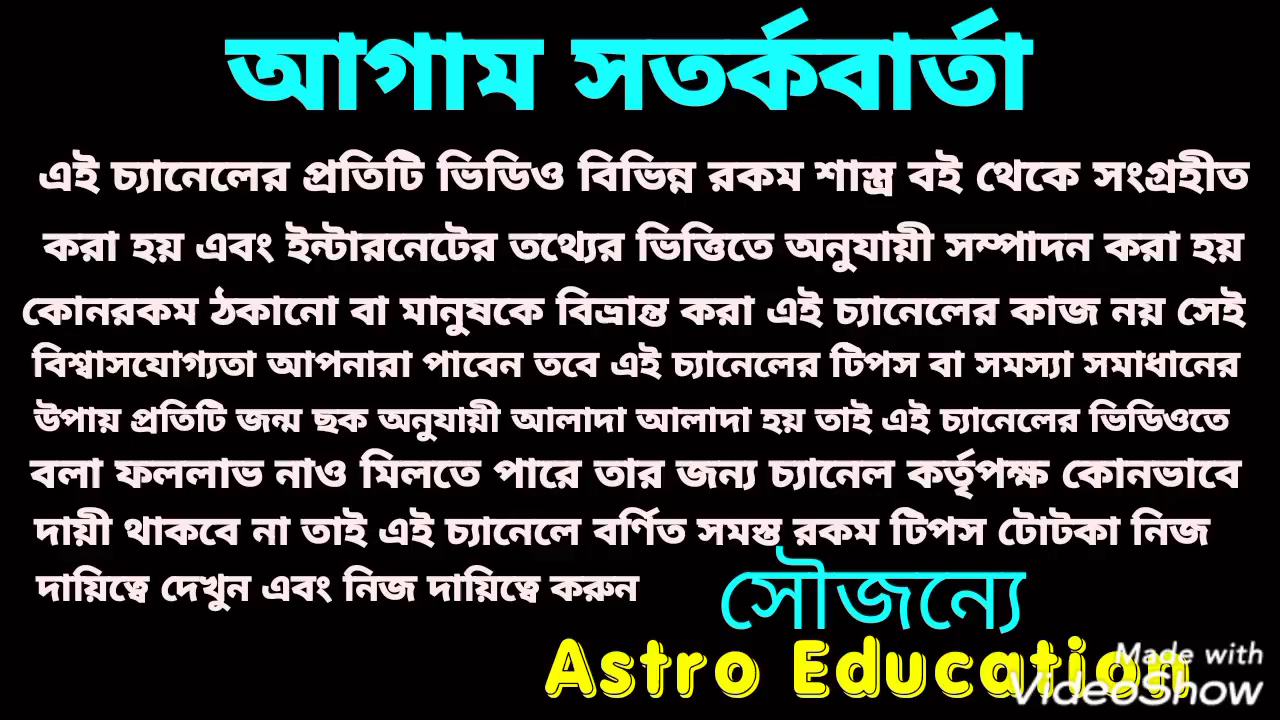 আগাম সতর্কবার্তা
এই চ্যানেলের প্রতিটি ভিডিও বিভিন্ন রকম শাস্ত্র বই থেকে সংগ্রহীত
করা হয় এবং ইন্টারনেটের তথ্যের ভিত্তিতে অনুযায়ী সম্পাদন করা হয়
কোনরকম ঠকানো বা মানুষকে বিভ্রান্ত করা এই চ্যানেলের কাজ নয় সেই
বিশ্বাসযোগ্যতা আপনারা পাবেন তবে এই চ্যানেলের টিপস বা সমস্যা সমাধানের
উপায় প্রতিটি জন্ম ছক অনুযায়ী আলাদা আলাদা হয় তাই এই চ্যানেলের ভিডিওতে
বলা ফললাভ নাও মিলতে পারে তার জন্য চ্যানেল কর্তৃপক্ষ কোনভাবে
দায়ী থাকবে না তাই এই চ্যানেলে বর্ণিত সমস্ত রকম টিপস টোটকা নিজ
দায়িত্বে দেখুন এবং নিজ দায়িত্বে করুন
সৌজন্যে
Astro Education
Made with
VideoShow